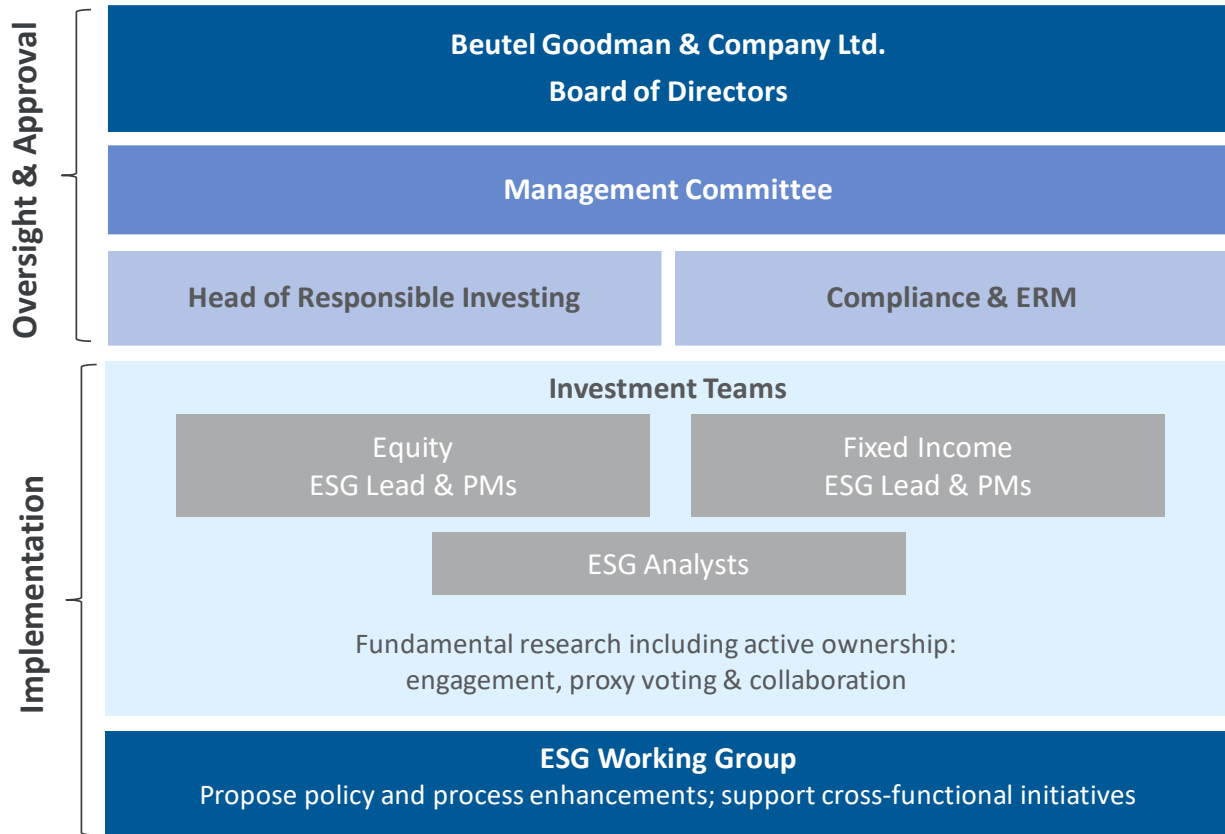 Oversight & Approval
Beutel Goodman & Company Ltd.
Board of Directors
Management Committee
Head of Responsible Investing
Compliance & ERM
Implementation
Investment Teams
Equity
ESG Lead & PMs
Fixed Income
ESG Lead & PMs
ESG Analysts
Fundamental research including active ownership:
engagement, proxy voting & collaboration
ESG Working Group
Propose policy and process enhancements; support cross-functional initiatives